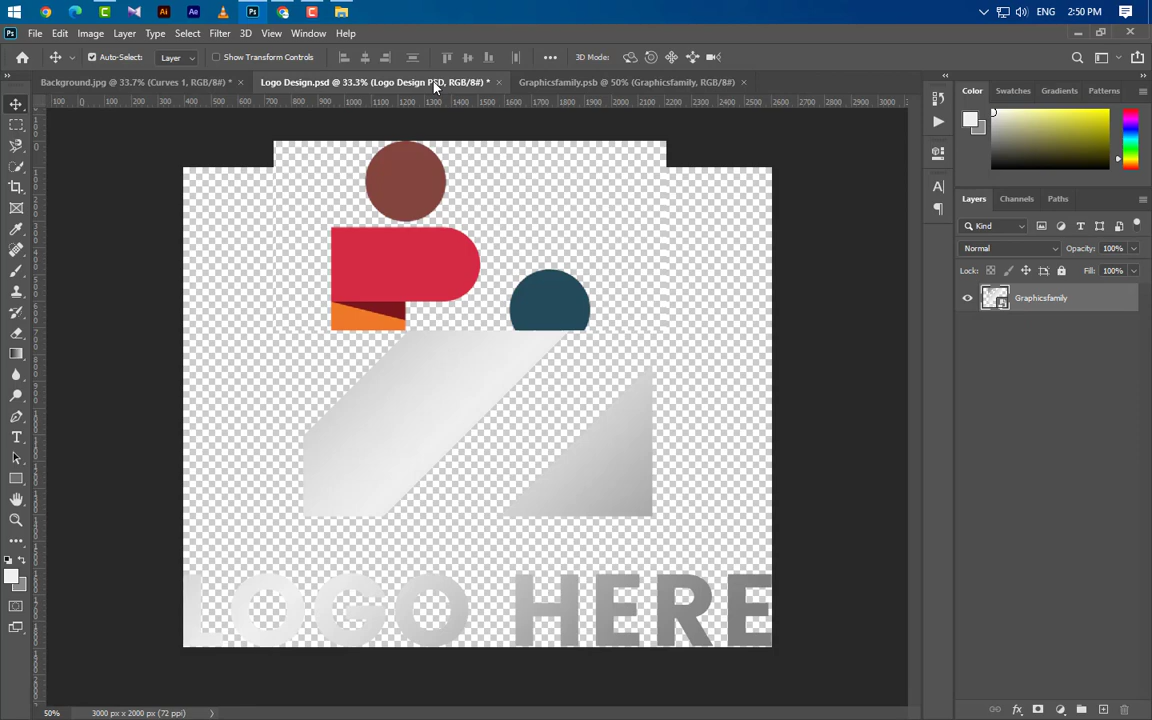 ENG 2:50 PM
File Edit Image Layer Type Select Filter 3D View Window Help
Auto-Select: Layer Show Transform Controls 3D Mode:
Background.jpg @ 33.7% (Curves 1, RGB/8#) * Logo Design.psd @ 33.3% (Logo Design PSD, RGB/8#) * Graphicsfamily.psb @ 50% (Graphicsfamily, RGB/8#)
Color Swatches Gradients Patterns
Layers Channels Paths
Kind
Normal Opacity: 100%
Lock: Fill: 100%
Graphicsfamily
LOGO HERE
50% 3000 px x 2000 px (72 ppi)